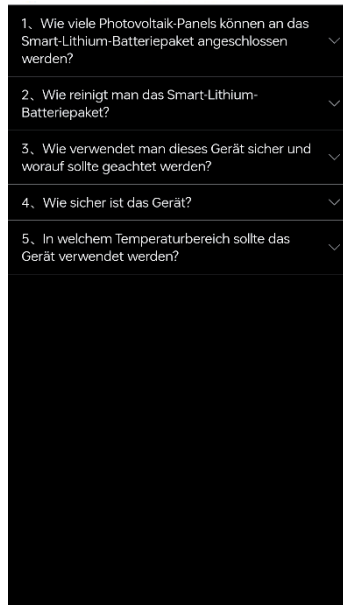 1、Wie viele Photovoltaik-Panels können an das
Smart-Lithium-Batteriepaket angeschlossen
werden?
2、Wie reinigt man das Smart-Lithium-
Batteriepaket?
3、Wie verwendet man dieses Gerät sicher und
worauf sollte geachtet werden?
4、Wie sicher ist das Gerät?
5、In welchem Temperaturbereich sollte das
Gerät verwendet werden?